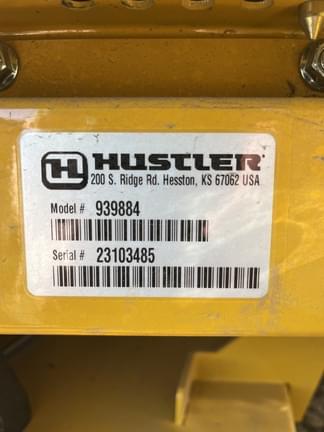 HUSTLER
200 S. Ridge Rd. Hesston, KS 67062 USA
Model # 939884
Serial # 23103485